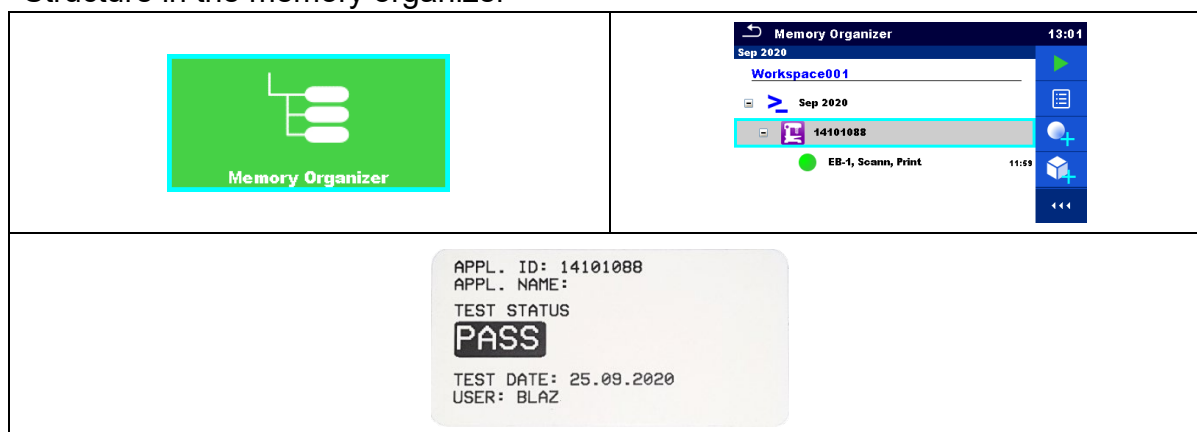 Structure in the memory organizer
Memory Organizer
Memory Organizer 13:01
Sep 2020
Workspace001
>_ Sep 2020
14101088
EB-1, Scann, Print 11:59
APPL. ID: 14101088
APPL. NAME:
TEST STATUS
PASS
TEST DATE: 25.09.2020
USER: BLAZ